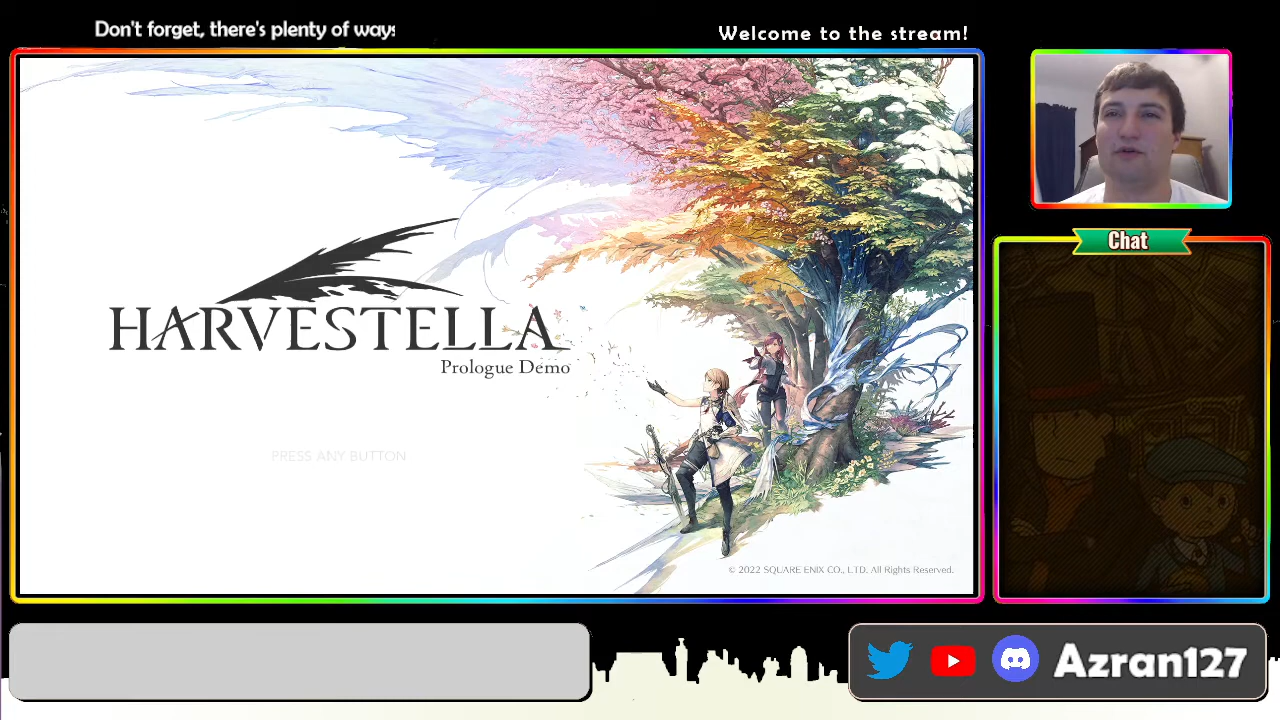 Don't forget, there's plenty of ways
Welcome to the stream!
HARVESTELLA
Prologue Demo
PRESS ANY BUTTON
© 2022 SQUARE ENIX CO., LTD. All Rights Reserved.
Chat
Azran127